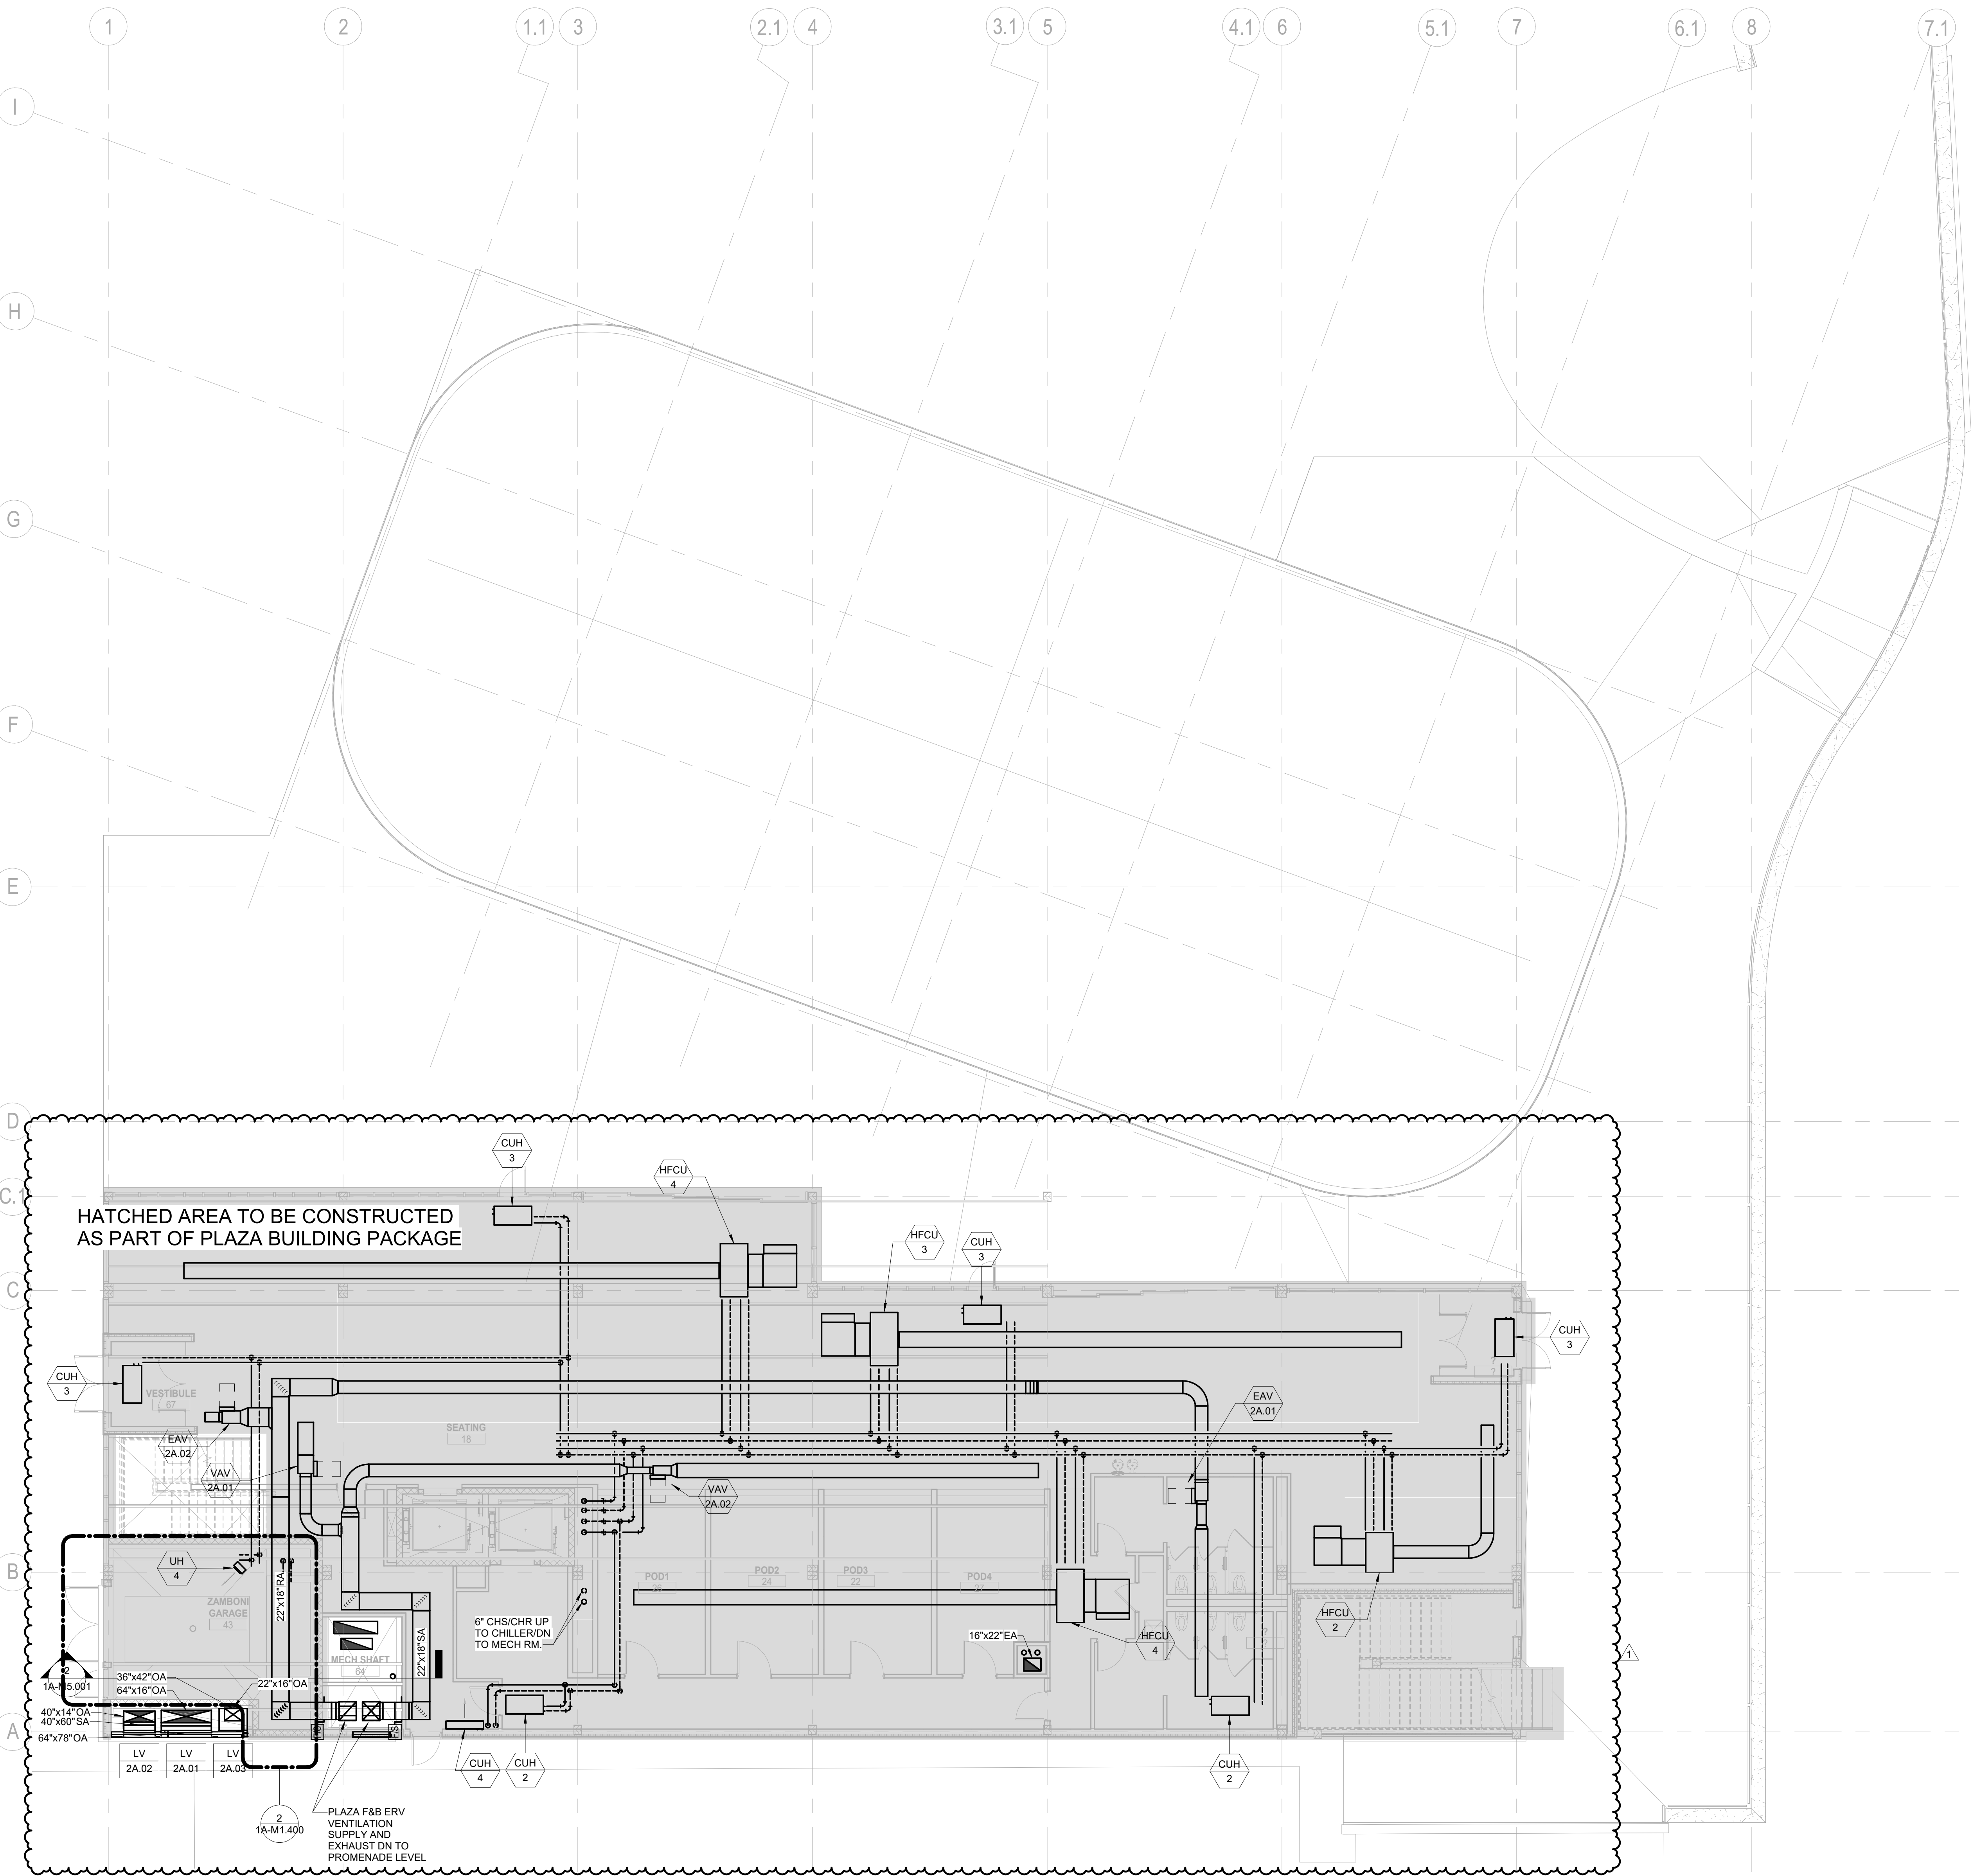 1
2
1.1
3
2.1
4
3.1
5
4.1
6
5.1
7
6.1
8
7.1
I
H
G
F
E
D
C.1
C
B
A
CUH
3
HFCU
4
HATCHED AREA TO BE CONSTRUCTED
AS PART OF PLAZA BUILDING PACKAGE
HFCU
3
CUH
3
CUH
3
CUH
3
VESTIBULE
67
EAV
2A.02
SEATING
18
EAV
2A.01
VAV
2A.01
VAV
2A.02
UH
4
22"x18"RA
ZAMBONI
GARAGE
43
POD1
POD2
24
POD3
22
POD4
27
6" CHS/CHR UP
TO CHILLER/DN
TO MECH RM.
HFCU
4
HFCU
2
16"x22"EA
22"x18"SA
MECH SHAFT
64
2
1A-M5.001
36"x42"OA
64"x16"OA
22"x16"OA
40"x14"OA
40"x60"SA
64"x78"OA
LV
2A.02
LV
2A.01
LV
2A.03
CUH
4
CUH
2
CUH
2
1
2
1A-M1.400
PLAZA F&B ERV
VENTILATION
SUPPLY AND
EXHAUST DN TO
PROMENADE LEVEL